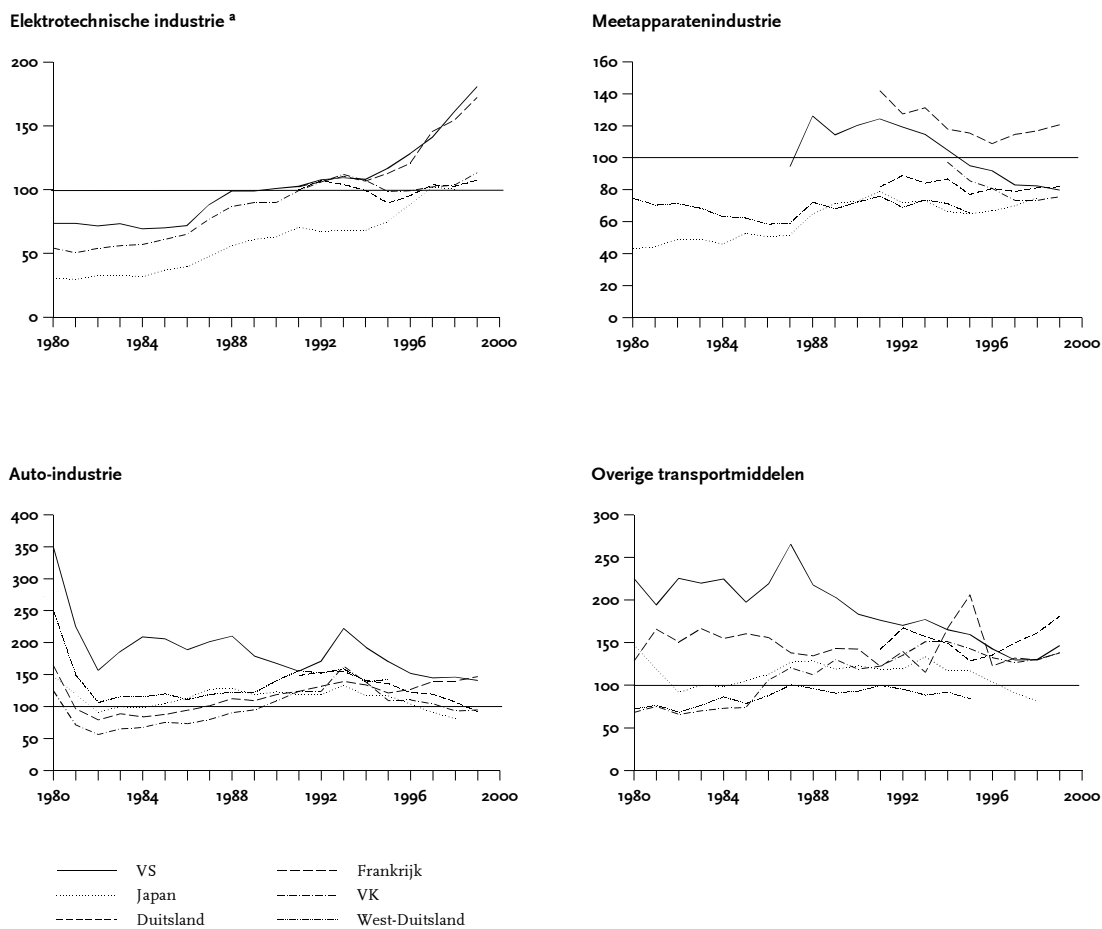 Elektrotechnische industrie ª
Meetapparatenindustrie
200
150
100
50
0
1980 1984 1988 1992 1996 2000
160
140
120
100
80
60
40
20
0
1980 1984 1988 1992 1996 2000
Auto-industrie
Overige transportmiddelen
400
350
300
250
200
150
100
50
0
1980 1984 1988 1992 1996 2000
300
250
200
150
100
50
0
1980 1984 1988 1992 1996 2000
VS
Japan
Duitsland
Frankrijk
VK
West-Duitsland